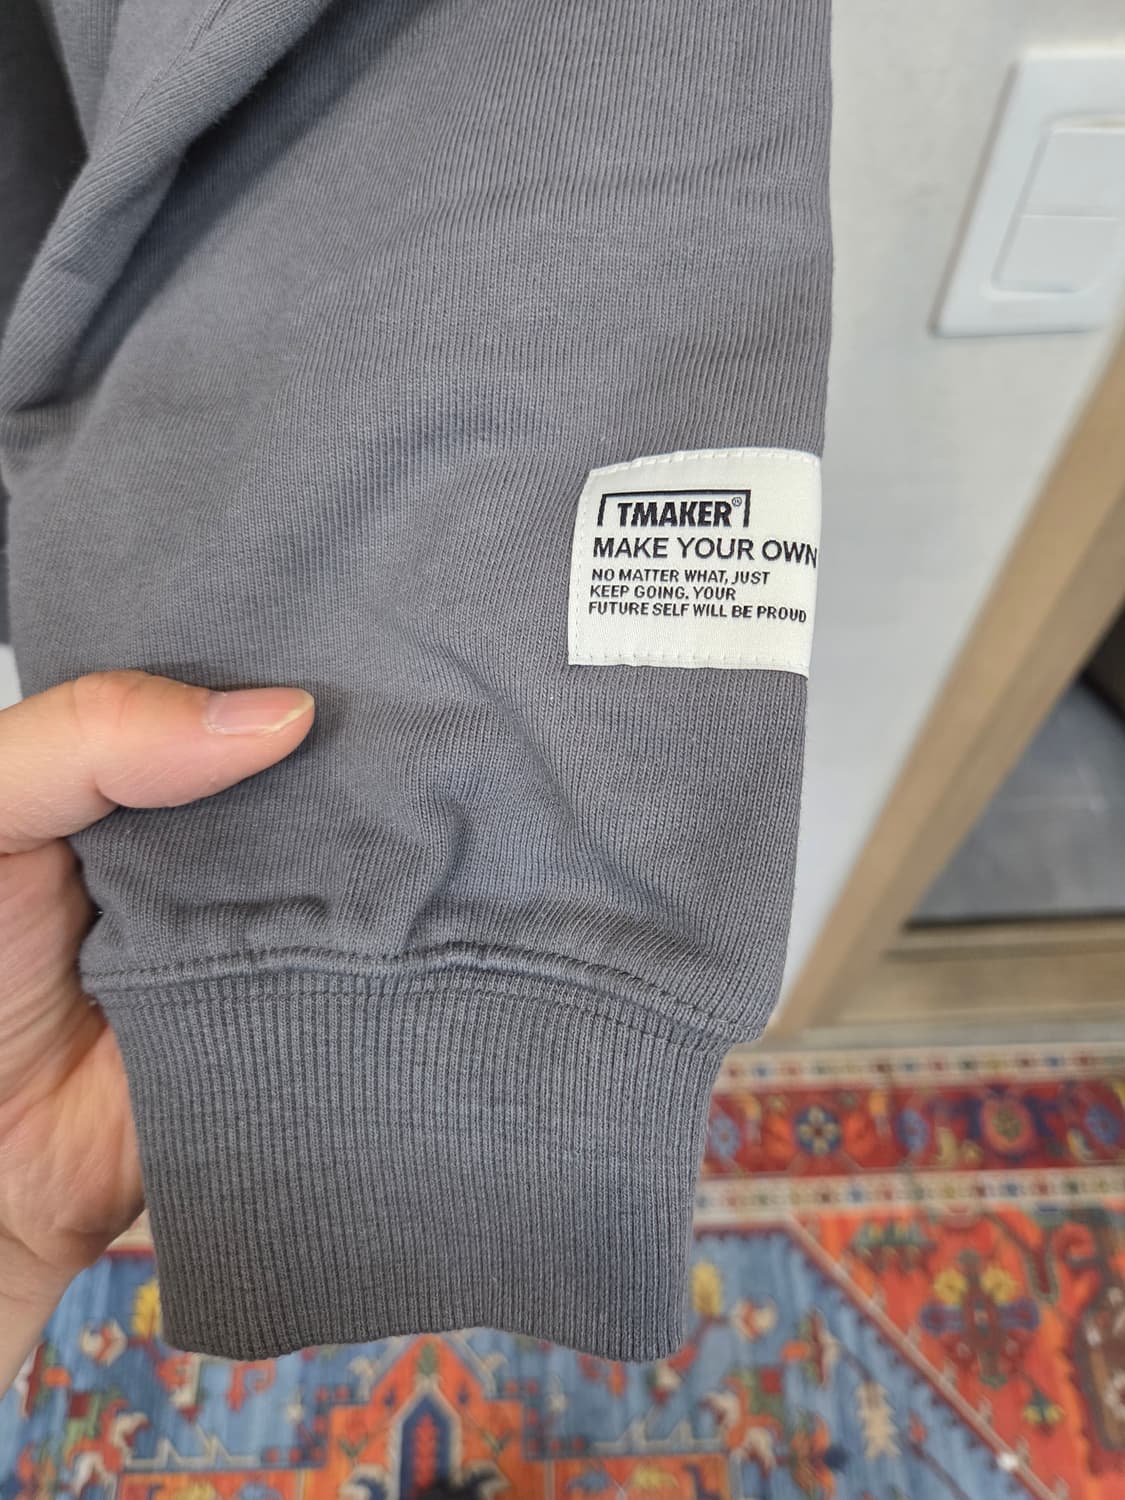 TMAKER
MAKE YOUR OWN
NO MATTER WHAT, JUST
KEEP GOING, YOUR
FUTURE SELF WILL BE PROUD